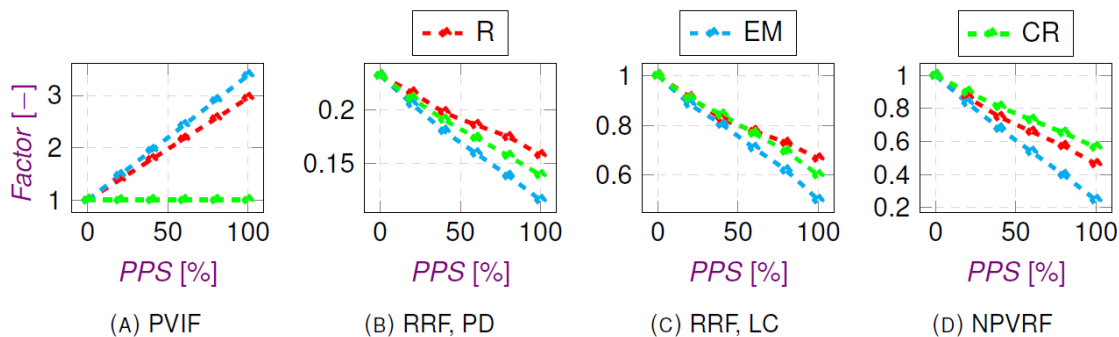 R
EM
CR
Factor [−]
3
2
1
0
50
100
PPS [%]
(A) PVIF
0.2
0.15
0
50
100
PPS [%]
(B) RRF, PD
1
0.8
0.6
0
50
100
PPS [%]
(C) RRF, LC
1
0.8
0.6
0.4
0.2
0
50
100
PPS [%]
(D) NPVRF